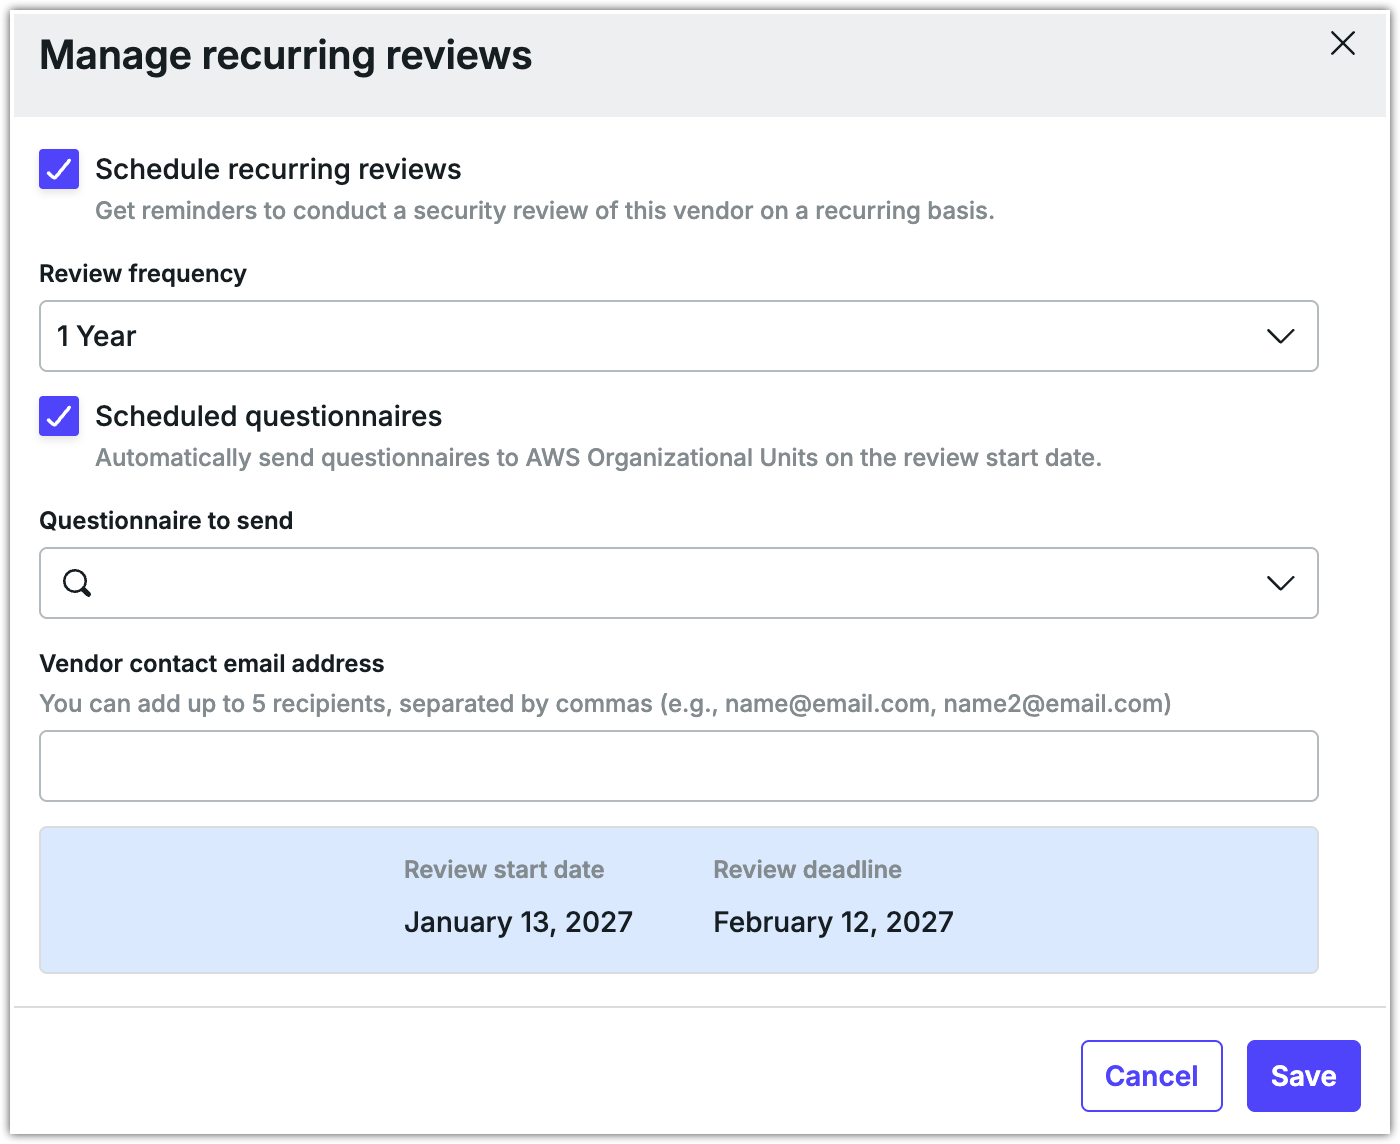 Manage recurring reviews
Schedule recurring reviews
Get reminders to conduct a security review of this vendor on a recurring basis.
Review frequency
1 Year
Scheduled questionnaires
Automatically send questionnaires to AWS Organizational Units on the review start date.
Questionnaire to send
Vendor contact email address
You can add up to 5 recipients, separated by commas (e.g., name@email.com, name2@email.com)
Review start date
January 13, 2027
Review deadline
February 12, 2027
Cancel
Save